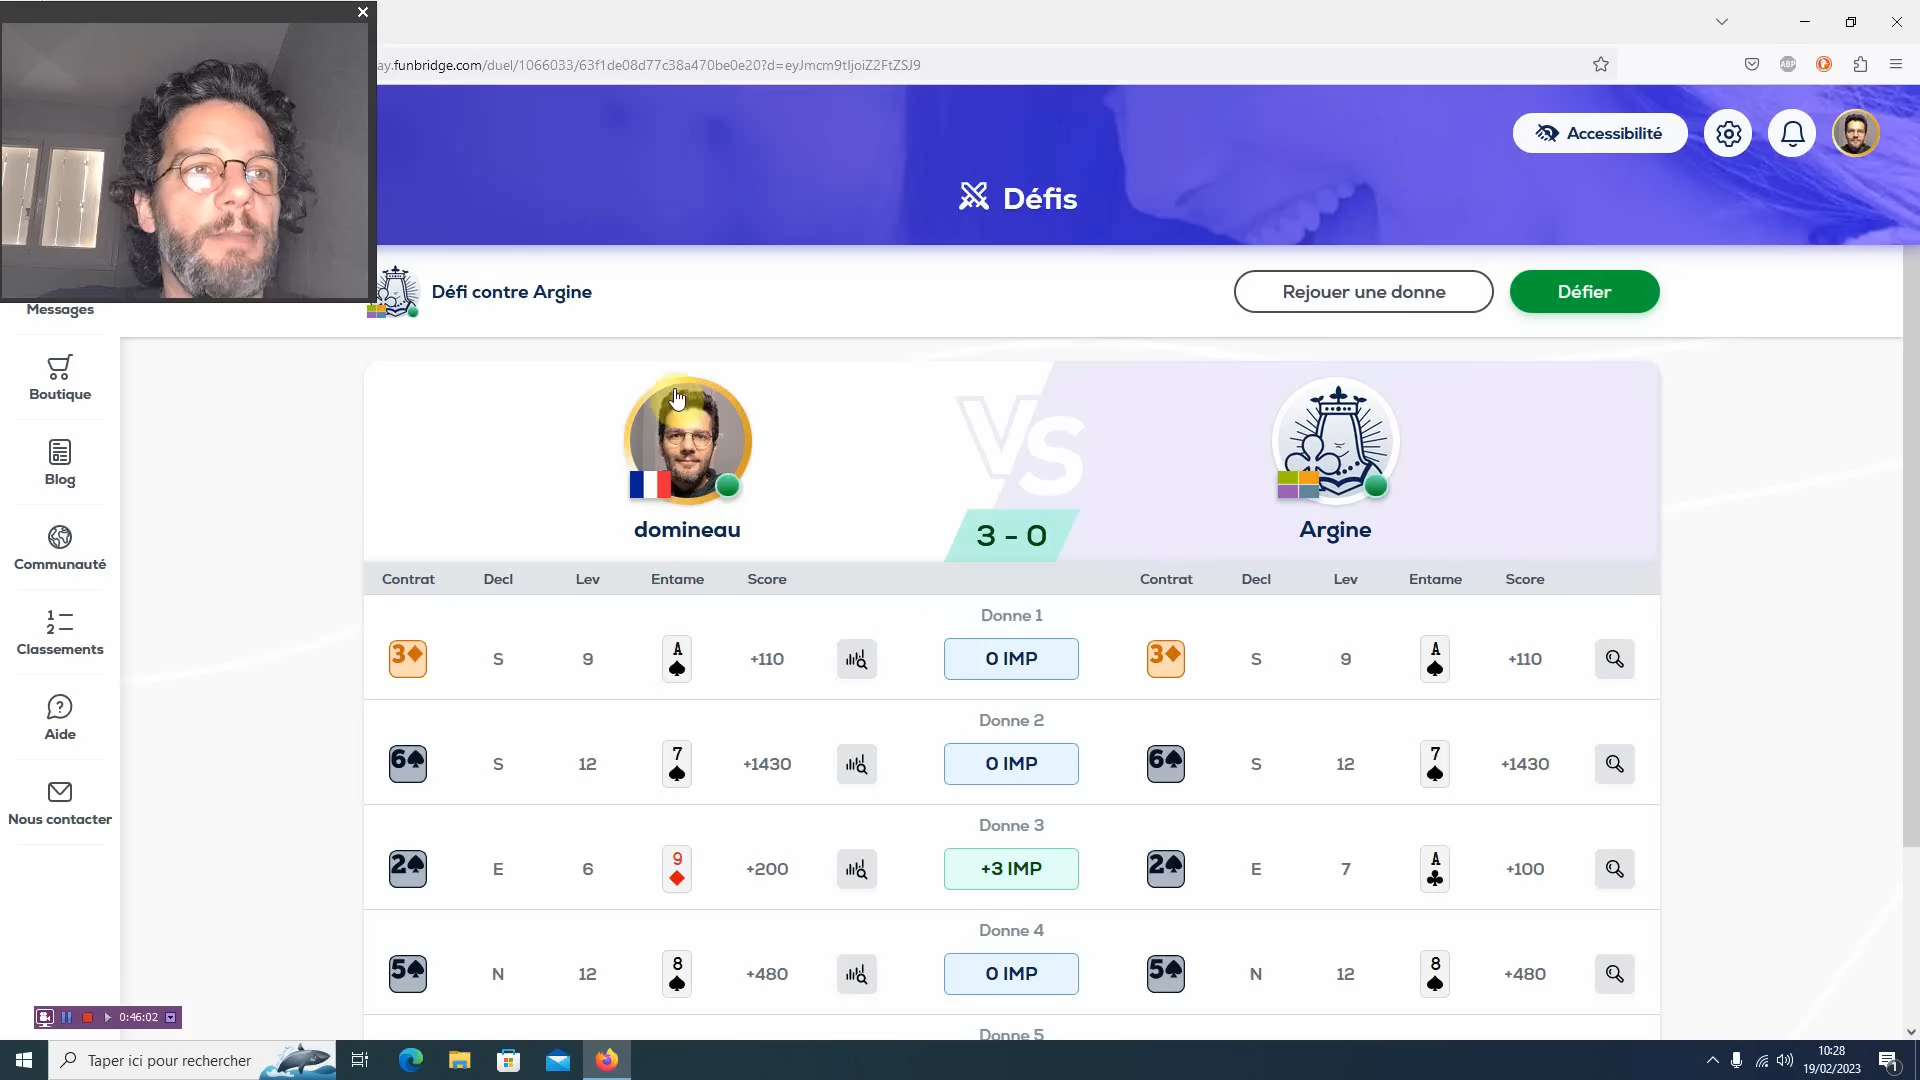 ay.funbridge.com/duel/1066033/63f1de08d77c38a470be0e20?d=eyJmcm9tIjoiZ2FtZSJ9
ABP
Accessibilité
Défis
Défi contre Argine
Rejouer une donne
Défier
Messages
Boutique
Blog
Communauté
1
2
Classements
?
Aide
Nous contacter
VS
domineau
3 - 0
Argine
Contrat Decl Lev Entame Score Contrat Decl Lev Entame Score
Donne 1
3♦ S 9 A♠ +110 0 IMP 3♦ S 9 A♠ +110
Donne 2
6♠ S 12 7♠ +1430 0 IMP 6♠ S 12 7♠ +1430
Donne 3
2♠ E 6 9♦ +200 +3 IMP 2♠ E 7 A♣ +100
Donne 4
5♠ N 12 8♠ +480 0 IMP 5♠ N 12 8♠ +480
Donne 5
0:46:02
Taper ici pour rechercher
10:28
19/02/2023
1